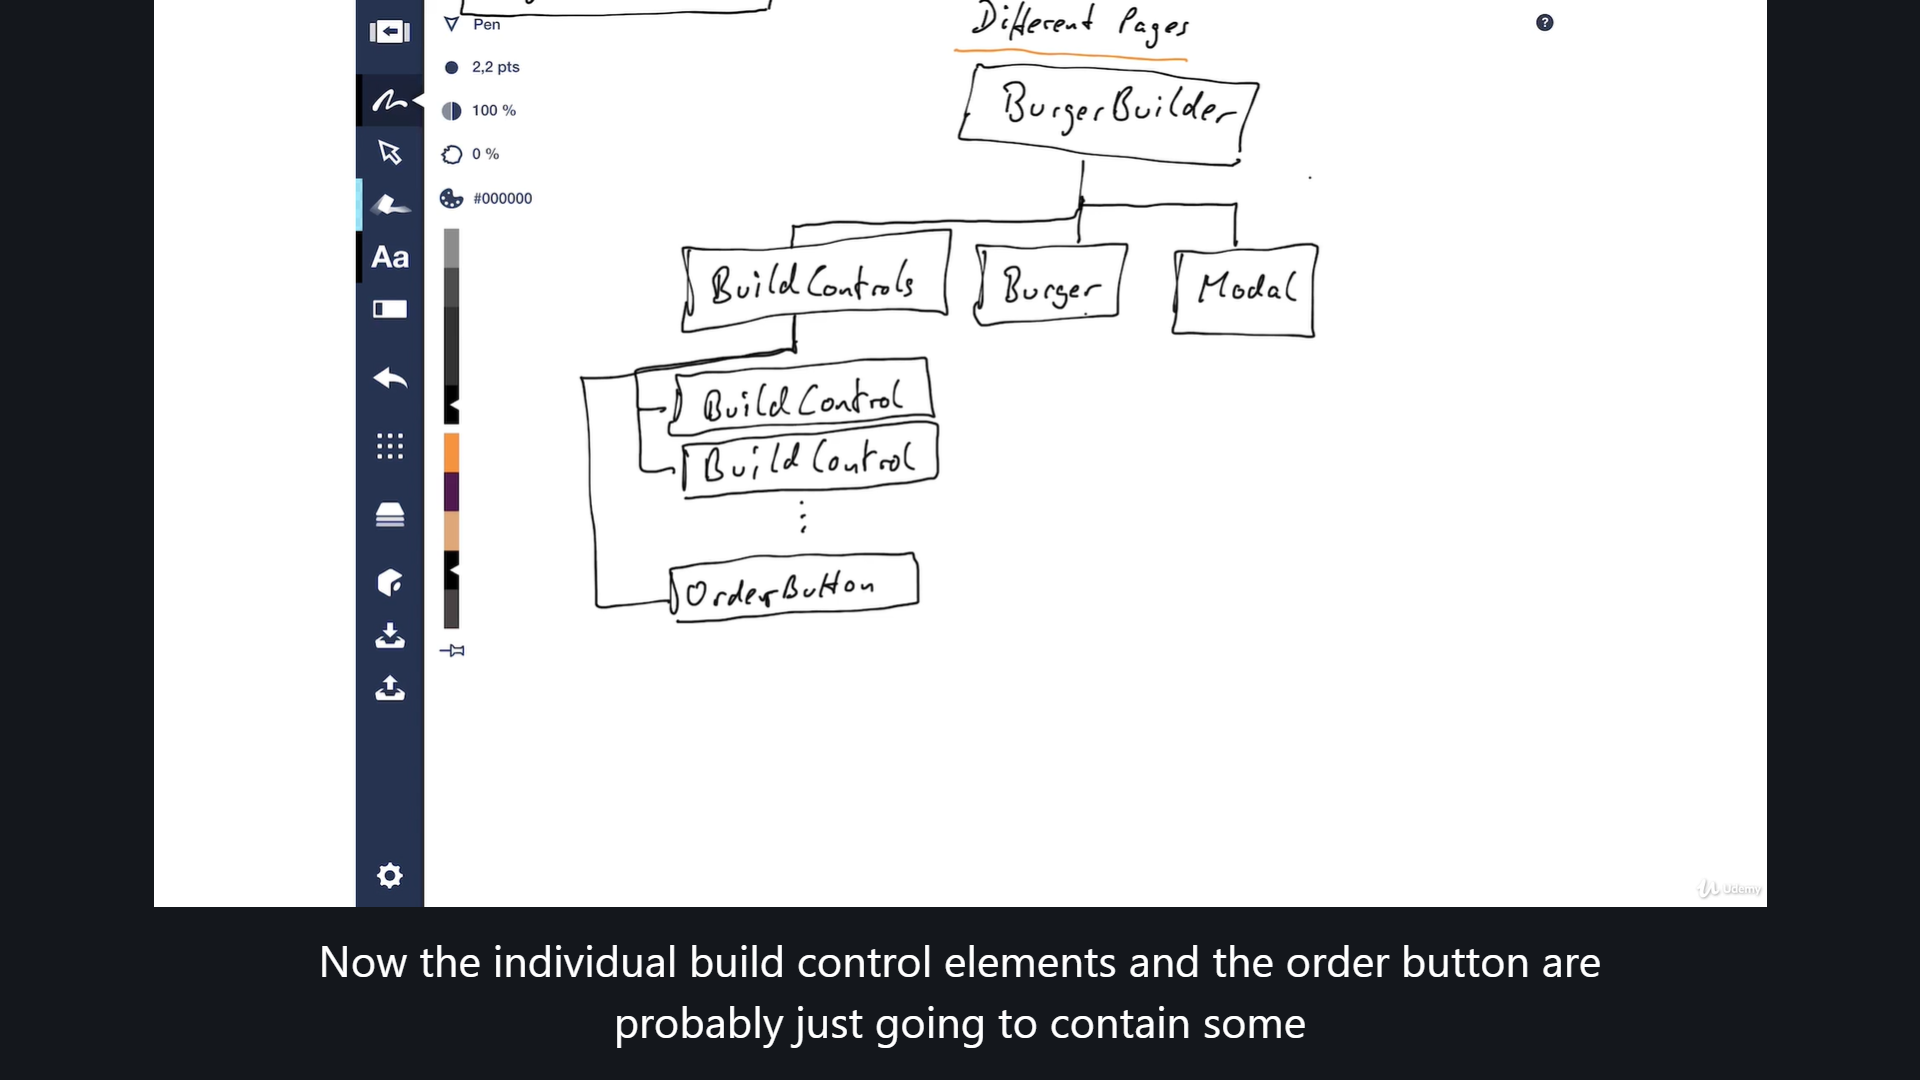 Pen
2,2 pts
100 %
0 %
#000000
Aa
?
Different Pages
BurgerBuilder
BuildControls
Burger
Modal
BuildControl
BuildControl
⋮
OrderButton
Udemy
Now the individual build control elements and the order button are
probably just going to contain some